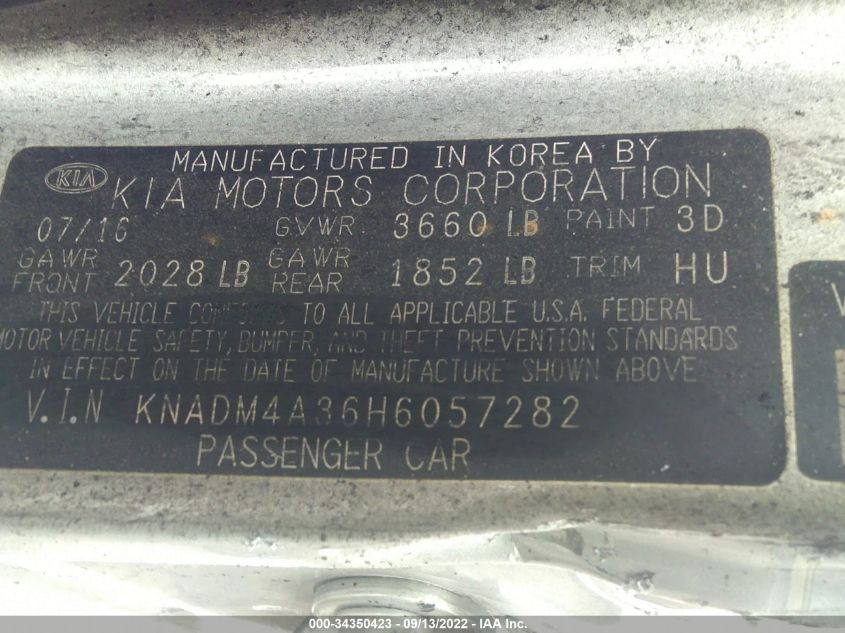 MANUFACTURED IN KOREA BY
KIA KIA MOTORS CORPORATION
07/16 GVWR 3660 LB PAINT 3D
GAWR FRONT 2028 LB GAWR REAR 1852 LB TRIM HU
THIS VEHICLE COMPLIES TO ALL APPLICABLE U.S.A. FEDERAL
MOTOR VEHICLE SAFETY, BUMPER, AND THEFT PREVENTION STANDARDS
IN EFFECT ON THE DATE OF MANUFACTURE SHOWN ABOVE
V.I.N KNADM4A36H6057282
PASSENGER CAR
V
000-34350423 - 09/13/2022 - IAA Inc.